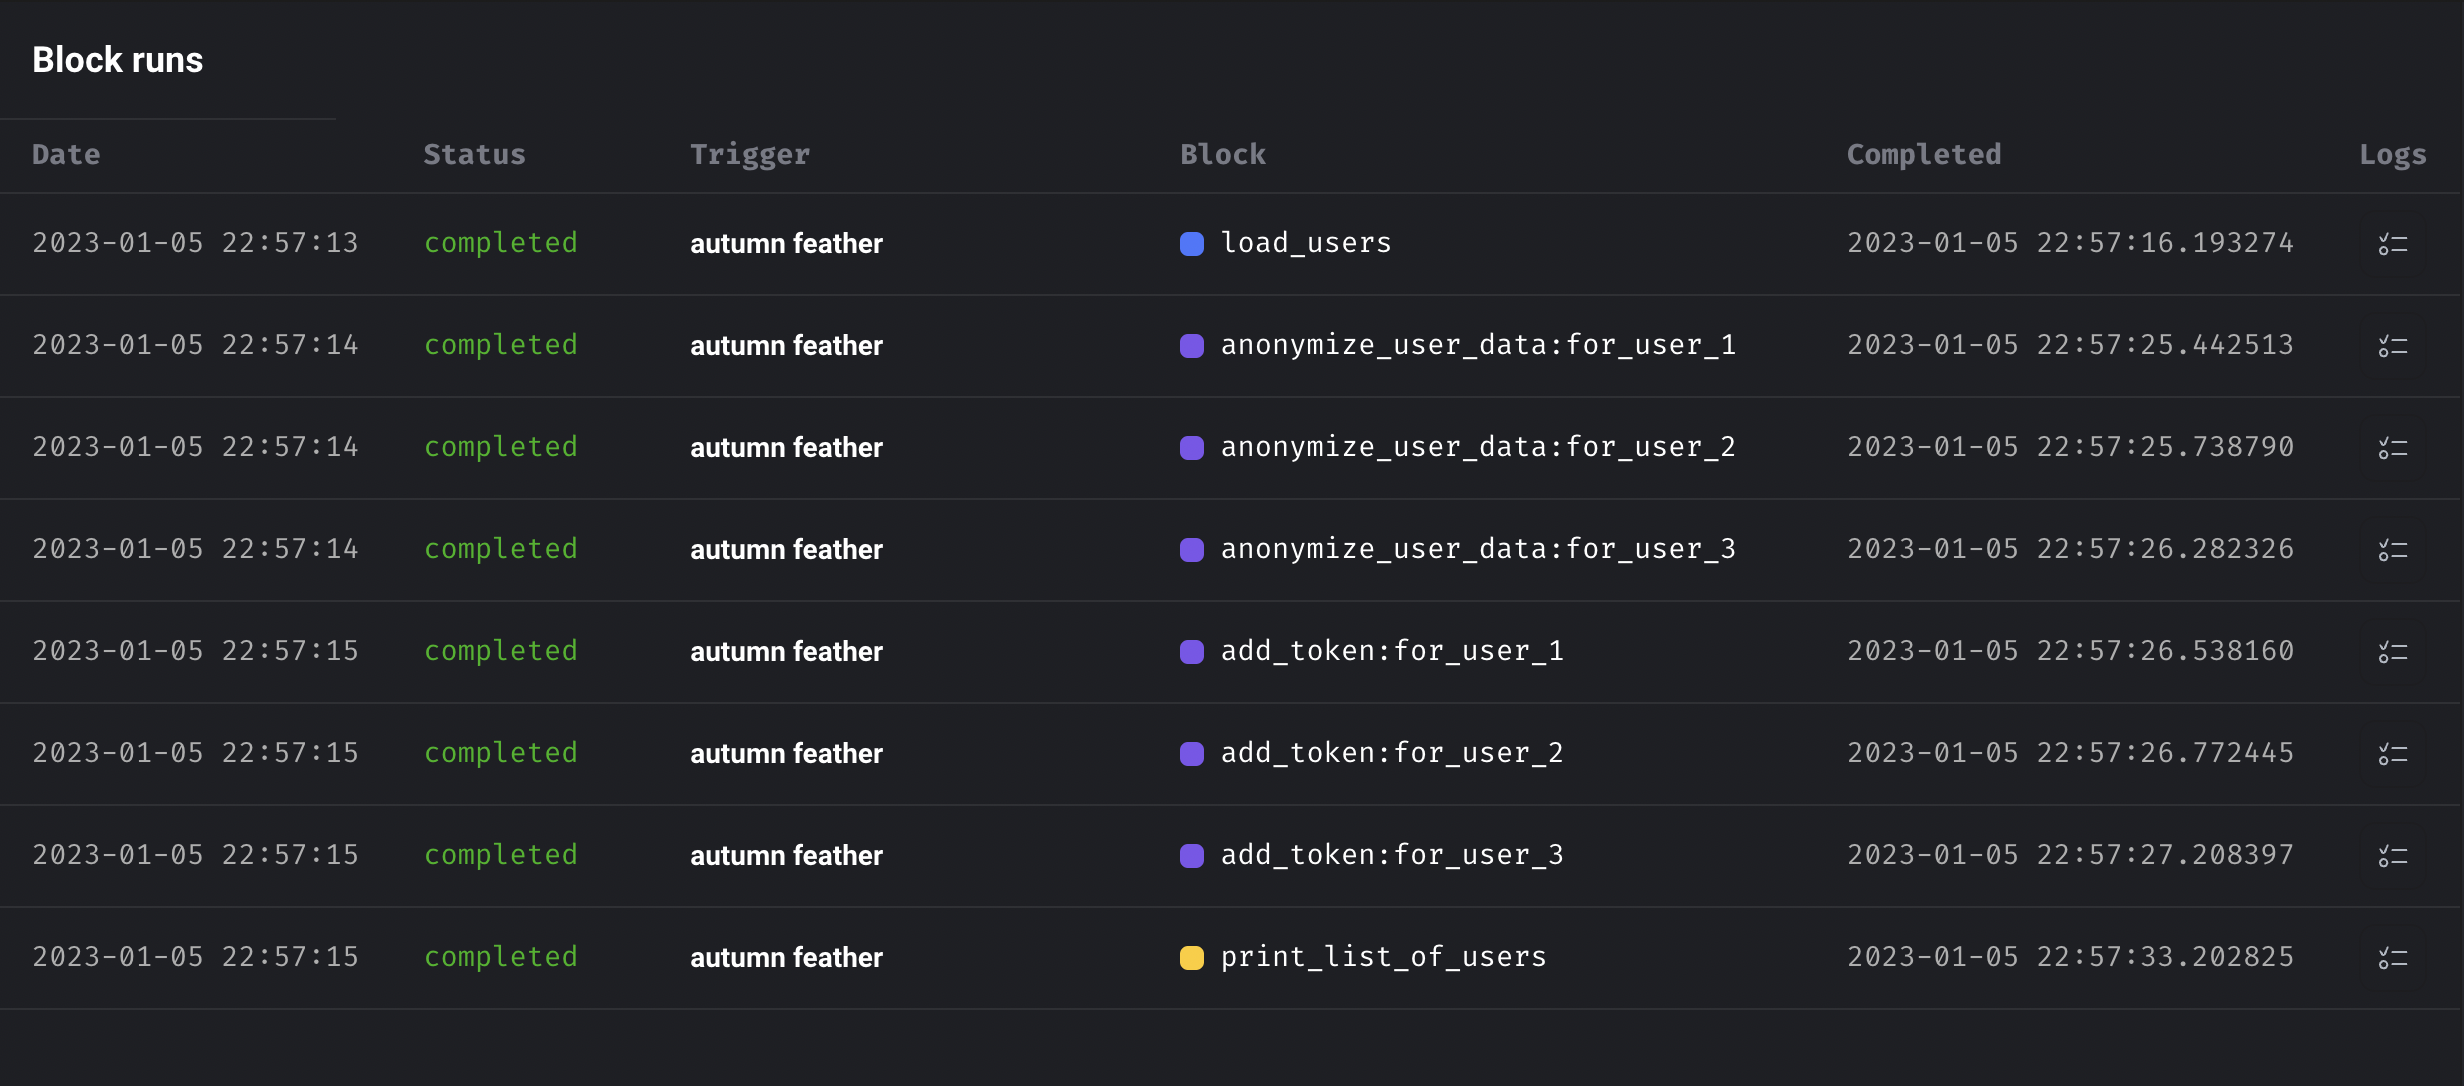 Block runs
Date Status Trigger Block Completed Logs
2023-01-05 22:57:13 completed autumn feather load_users 2023-01-05 22:57:16.193274
2023-01-05 22:57:14 completed autumn feather anonymize_user_data:for_user_1 2023-01-05 22:57:25.442513
2023-01-05 22:57:14 completed autumn feather anonymize_user_data:for_user_2 2023-01-05 22:57:25.738790
2023-01-05 22:57:14 completed autumn feather anonymize_user_data:for_user_3 2023-01-05 22:57:26.282326
2023-01-05 22:57:15 completed autumn feather add_token:for_user_1 2023-01-05 22:57:26.538160
2023-01-05 22:57:15 completed autumn feather add_token:for_user_2 2023-01-05 22:57:26.772445
2023-01-05 22:57:15 completed autumn feather add_token:for_user_3 2023-01-05 22:57:27.208397
2023-01-05 22:57:15 completed autumn feather print_list_of_users 2023-01-05 22:57:33.202825